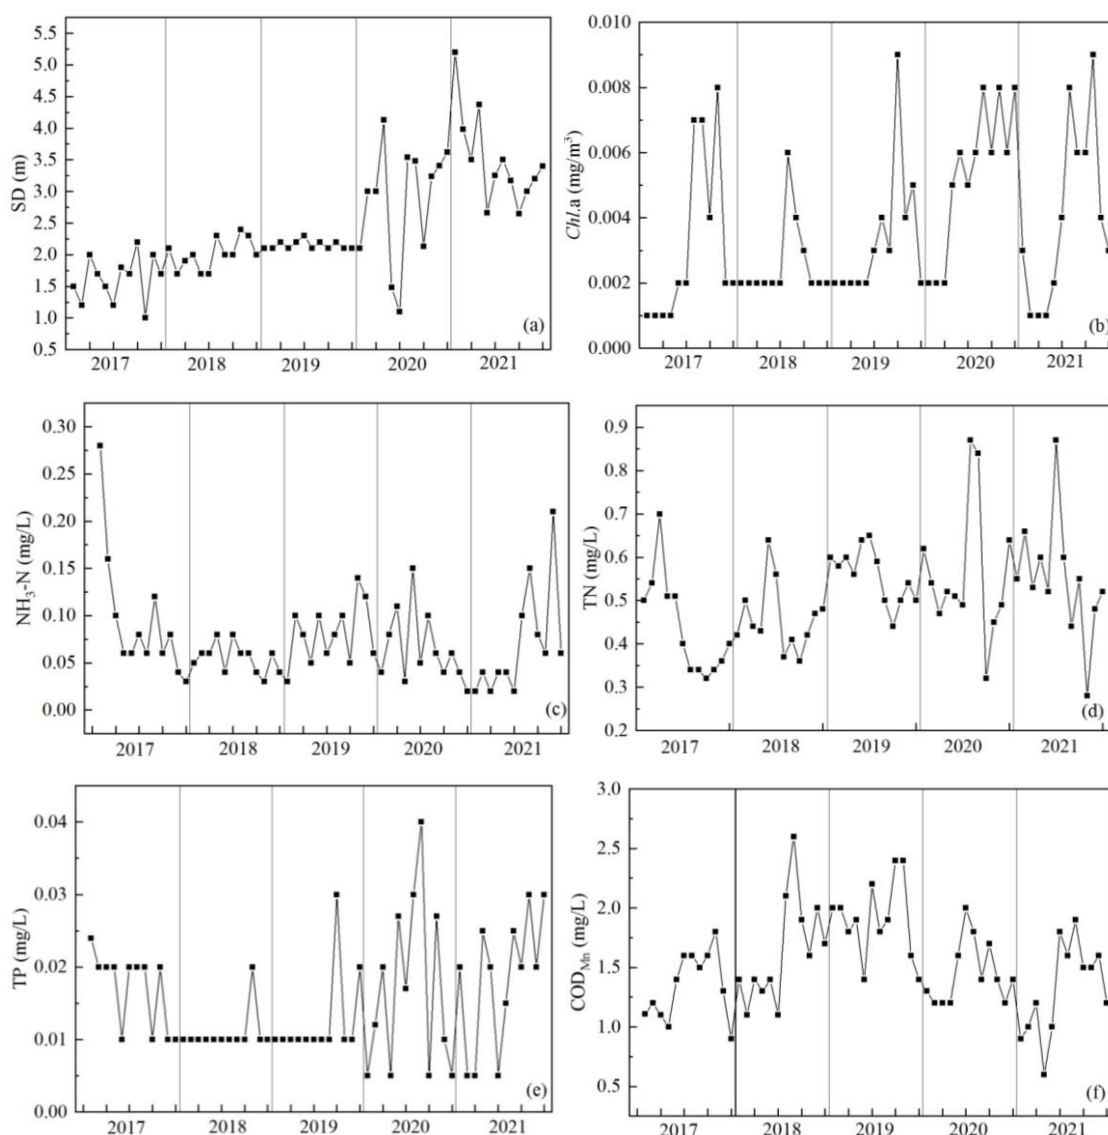 5.5
5.0
4.5
4.0
3.5
3.0
2.5
2.0
1.5
1.0
0.5
SD (m)
(a)
2017 2018 2019 2020 2021
0.010
0.008
0.006
0.004
0.002
0.000
Chl.a (mg/m³)
(b)
2017 2018 2019 2020 2021
0.30
0.25
0.20
0.15
0.10
0.05
0.00
NH₃-N (mg/L)
(c)
2017 2018 2019 2020 2021
0.9
0.8
0.7
0.6
0.5
0.4
0.3
0.2
TN (mg/L)
(d)
2017 2018 2019 2020 2021
0.04
0.03
0.02
0.01
0.00
TP (mg/L)
(e)
2017 2018 2019 2020 2021
3.0
2.5
2.0
1.5
1.0
0.5
COD_Mn (mg/L)
(f)
2017 2018 2019 2020 2021